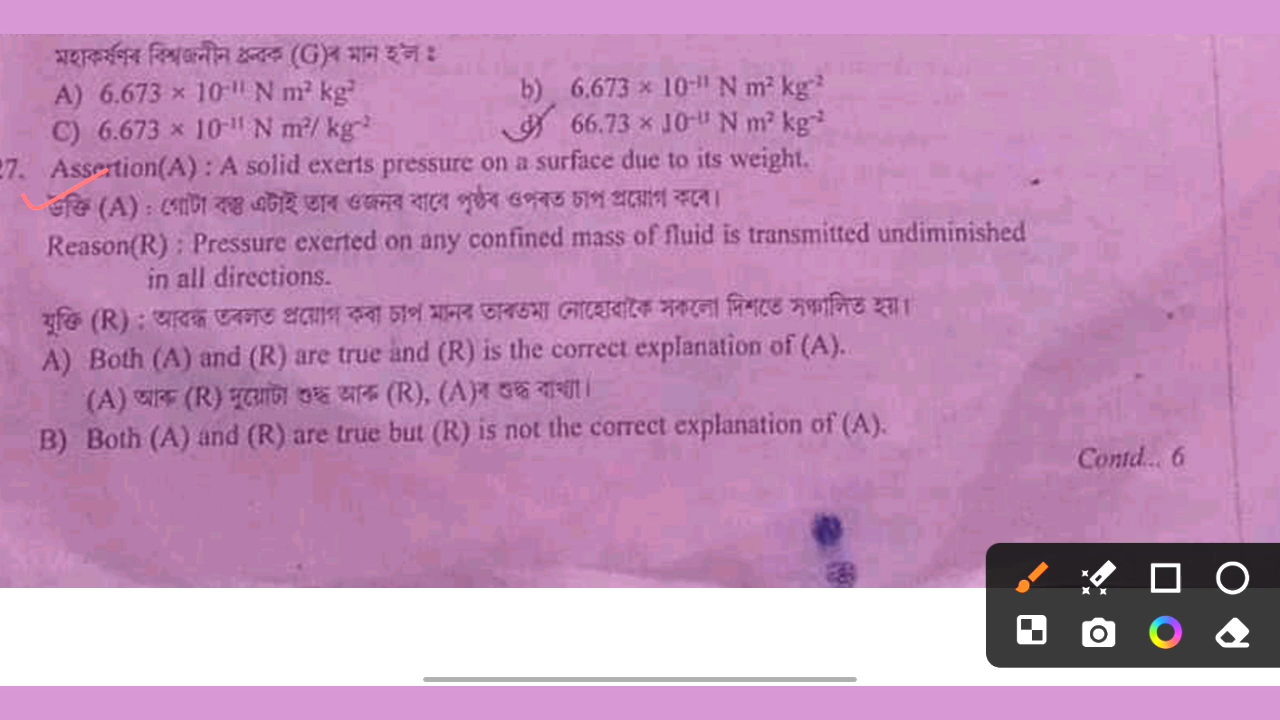 মহাকৰ্ষণৰ বিশ্বজনীন ধ্ৰুবক (G)ৰ মান হ'ল ঃ
A) 6.673 × 10⁻¹¹ N m² kg² b) 6.673 × 10⁻¹¹ N m² kg⁻²
C) 6.673 × 10⁻¹¹ N m²/ kg⁻² d) 66.73 × 10⁻¹¹ N m² kg⁻²
27. Assertion(A) : A solid exerts pressure on a surface due to its weight.
উক্তি (A) : গোটা বস্তু এটাই তাৰ ওজনৰ বাবে পৃষ্ঠৰ ওপৰত চাপ প্ৰয়োগ কৰে।
Reason(R) : Pressure exerted on any confined mass of fluid is transmitted undiminished
in all directions.
যুক্তি (R) : আবদ্ধ তৰলত প্ৰয়োগ কৰা চাপ মানৰ তাৰতম্য নোহোৱাকৈ সকলো দিশতে সঞ্চালিত হয়।
A) Both (A) and (R) are true and (R) is the correct explanation of (A).
(A) আৰু (R) দুয়োটা শুদ্ধ আৰু (R), (A)ৰ শুদ্ধ ব্যাখ্যা।
B) Both (A) and (R) are true but (R) is not the correct explanation of (A).
Contd... 6